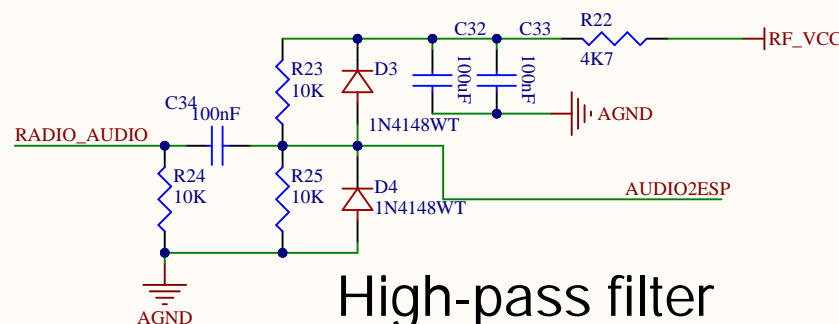 C32
C33
R22
RF_VCC
4K7
R23
10K
D3
100uF
100nF
C34
100nF
AGND
1N4148WT
RADIO_AUDIO
R24
10K
R25
10K
D4
1N4148WT
AUDIO2ESP
High-pass filter
AGND